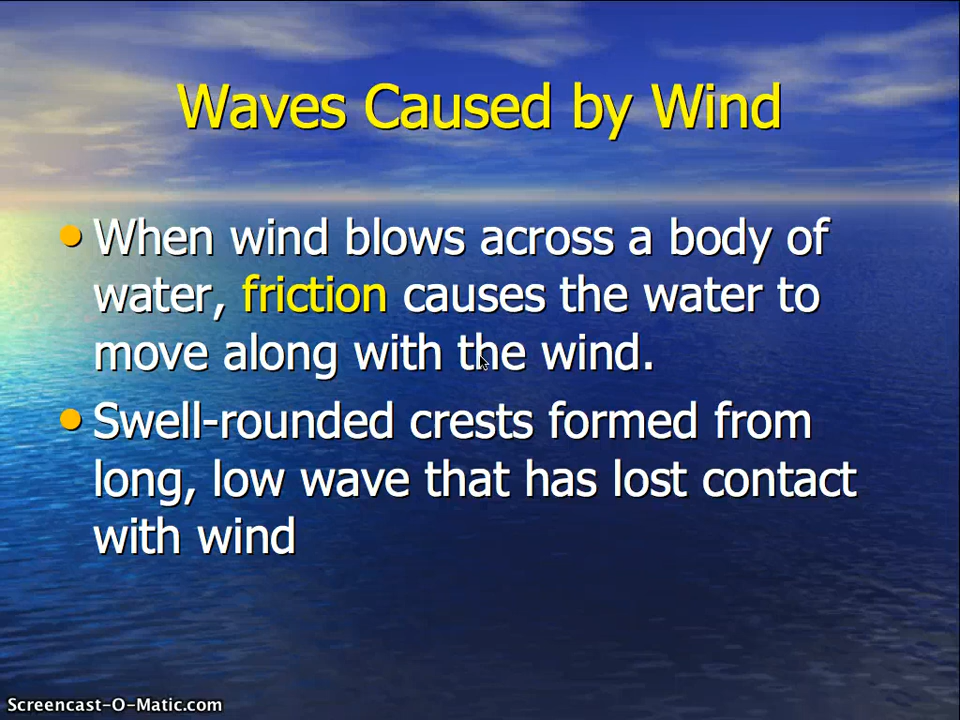 Waves Caused by Wind
When wind blows across a body of
water, friction causes the water to
move along with the wind.
Swell-rounded crests formed from
long, low wave that has lost contact
with wind
Screencast-O-Matic.com